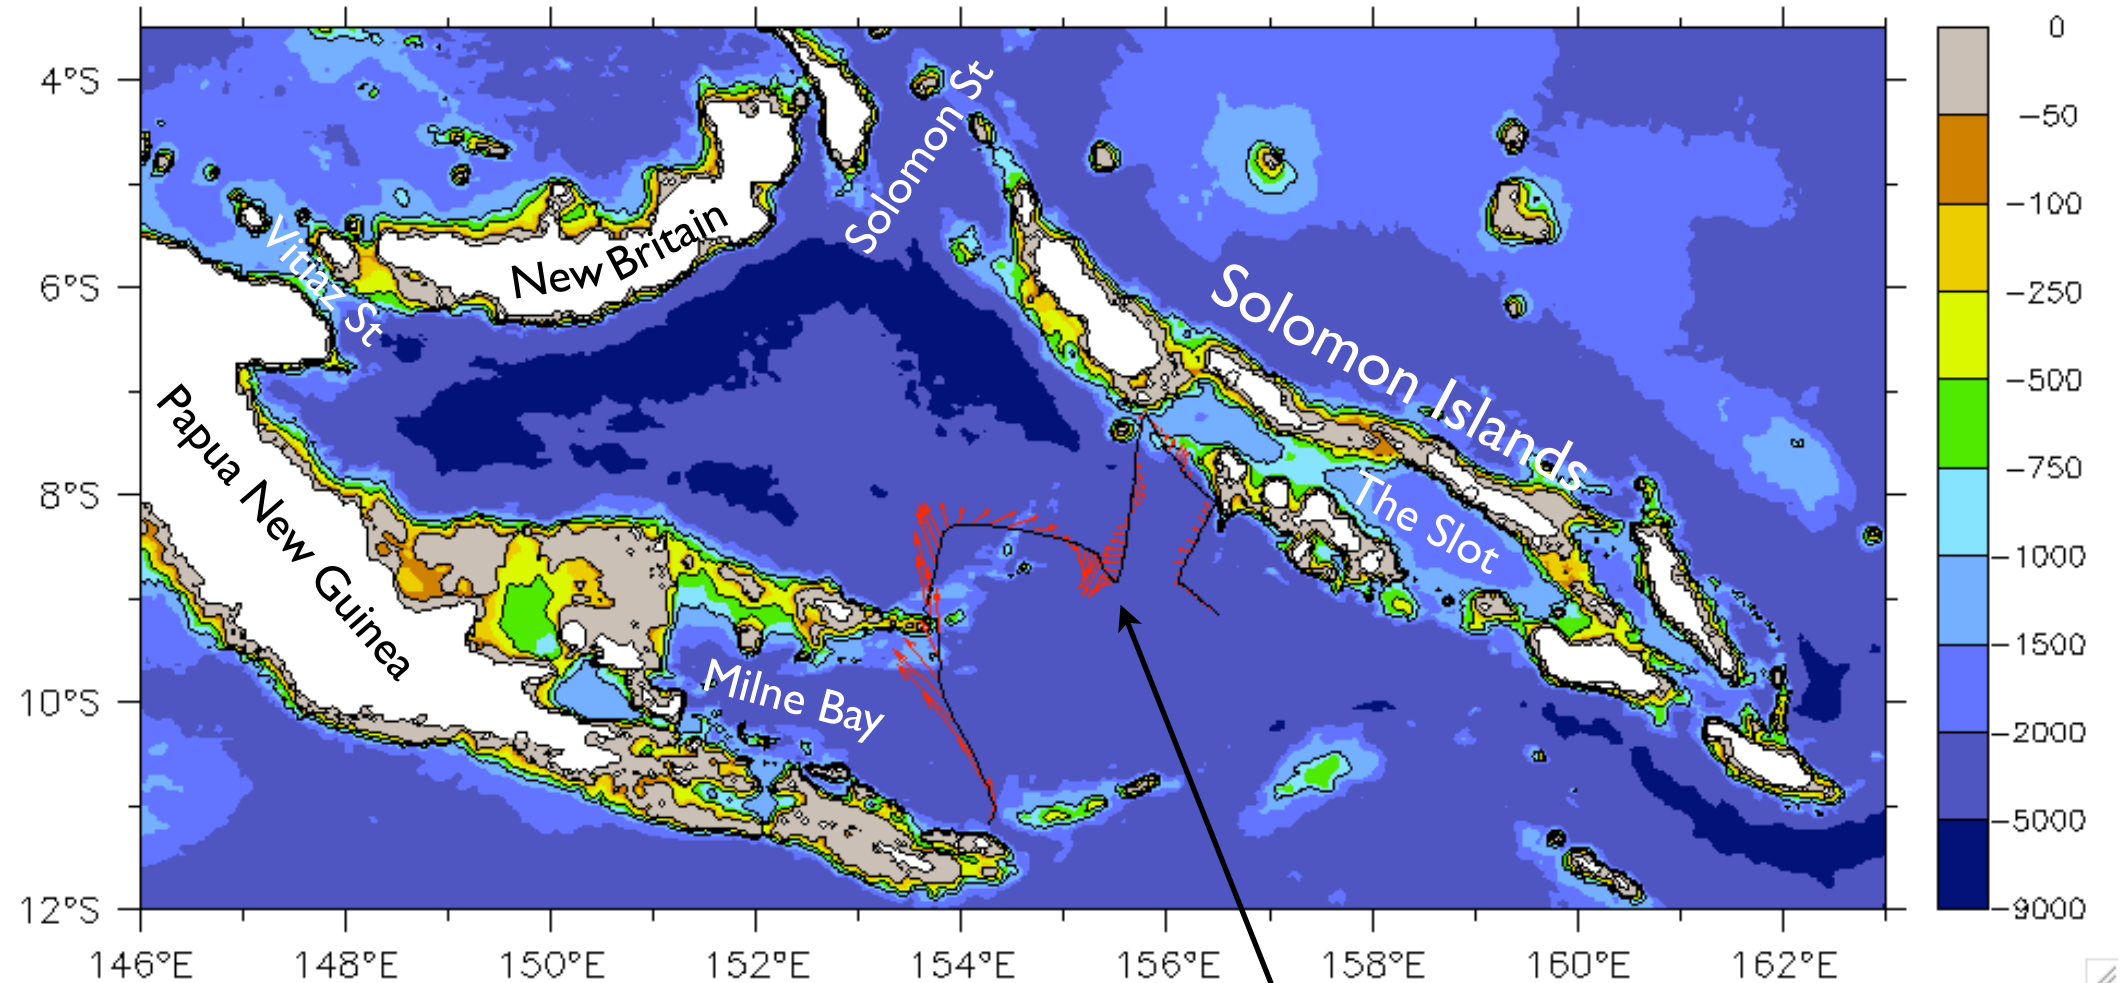 4°S
6°S
8°S
10°S
12°S
146°E
148°E
150°E
152°E
154°E
156°E
158°E
160°E
162°E
Solomon St
Vitiaz St
New Britain
Solomon Islands
Papua New Guinea
The Slot
Milne Bay
0
−50
−100
−250
−500
−750
−1000
−1500
−2000
−5000
−9000